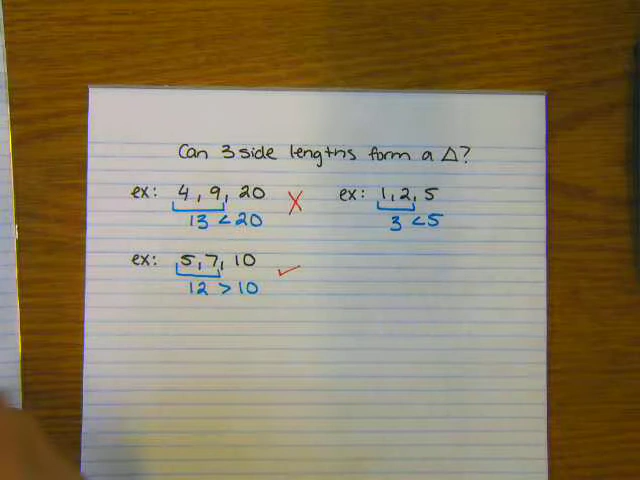 Can 3 side lengths form a △?
ex: 4, 9, 20 ✗
13 < 20
ex: 1, 2, 5
3 < 5
ex: 5, 7, 10 ✓
12 > 10